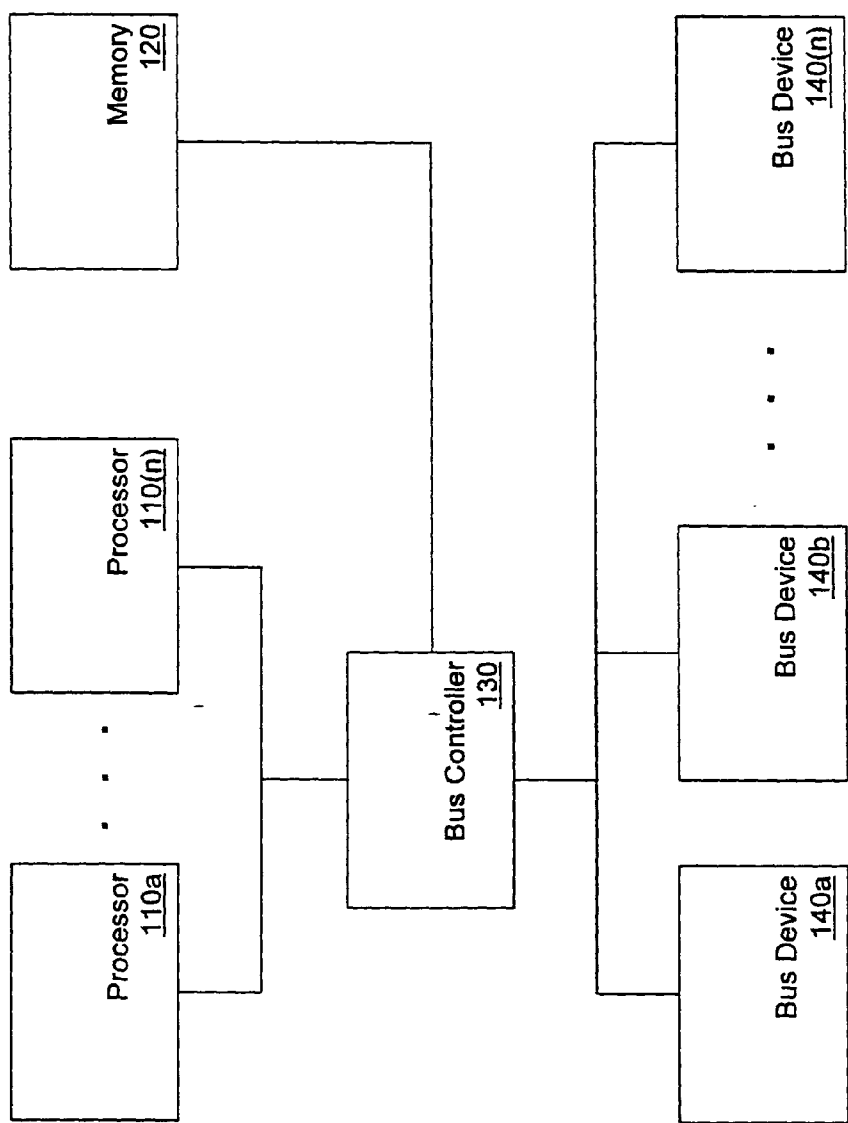 Processor
110a
Processor
110(n)
Memory
120
Bus Controller
130
Bus Device
140a
Bus Device
140b
Bus Device
140(n)